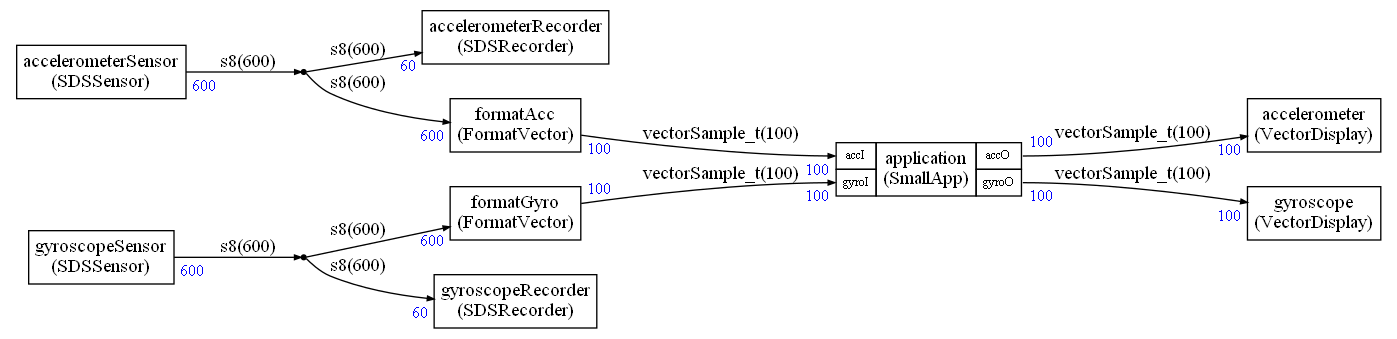 accelerometerSensor
(SDSSensor)
600
s8(600)
s8(600)
s8(600)
accelerometerRecorder
(SDSRecorder)
60
formatAcc
(FormatVector)
600
100
vectorSample_t(100)
100
formatGyro
(FormatVector)
600
100
vectorSample_t(100)
100
gyroscopeSensor
(SDSSensor)
600
s8(600)
s8(600)
s8(600)
gyroscopeRecorder
(SDSRecorder)
60
accI
gyroI
application
(SmallApp)
accO
gyroO
100
vectorSample_t(100)
100
accelerometer
(VectorDisplay)
100
vectorSample_t(100)
100
gyroscope
(VectorDisplay)